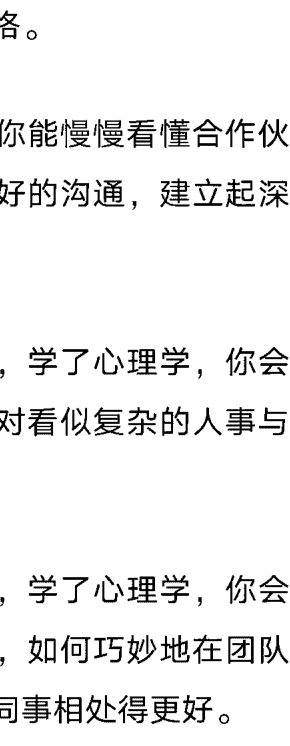 格。
你能慢慢看懂合作伙
好的沟通，建立起深
，学了心理学，你会
对看似复杂的人事与
，学了心理学，你会
，如何巧妙地在团队
同事相处得更好。